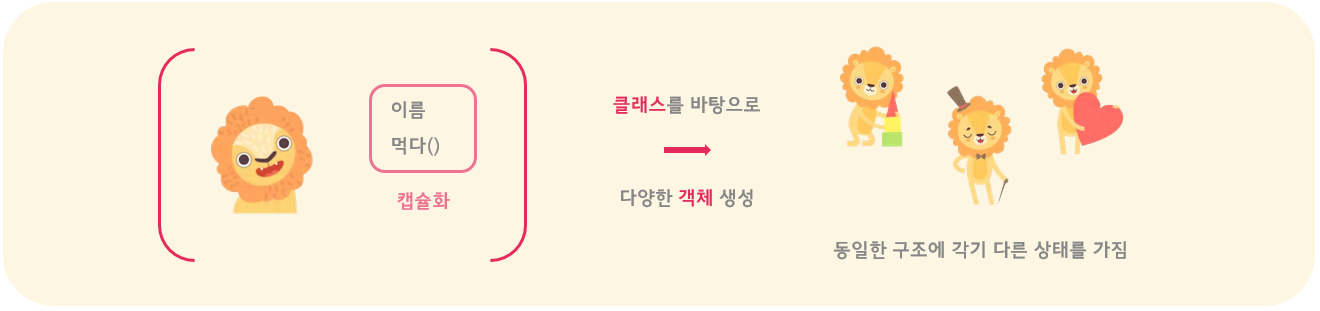 이름
먹다()
캡슐화
클래스를 바탕으로
다양한 객체 생성
동일한 구조에 각기 다른 상태를 가짐